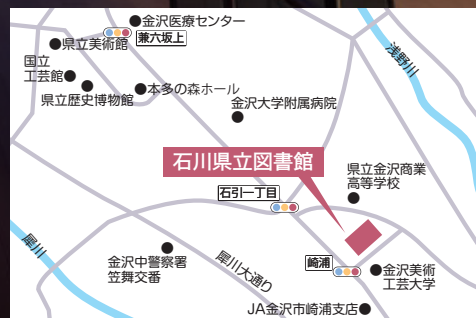 金沢医療センター
兼六坂上
県立美術館
国立
工芸館
県立歴史博物館
本多の森ホール
金沢大学附属病院
浅野川
石川県立図書館
県立金沢商業
高等学校
石引一丁目
犀川
金沢中警察署
笠舞交番
犀川大通り
崎浦
金沢美術
工芸大学
JA金沢市崎浦支店